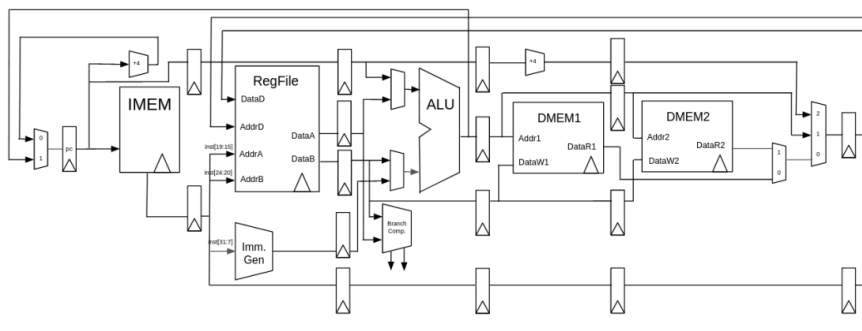 +4
+4
RegFile
IMEM
ALU
DMEM1
DMEM2
DataD
AddrD
DataA
Addr1
Addr2
2
0
pc
1
inst[19:15]
AddrA
DataB
DataR1
DataR2
1
1
DataW1
DataW2
0
inst[24:20]
AddrB
0
Branch
Comp.
inst[31:7]
Imm.
Gen